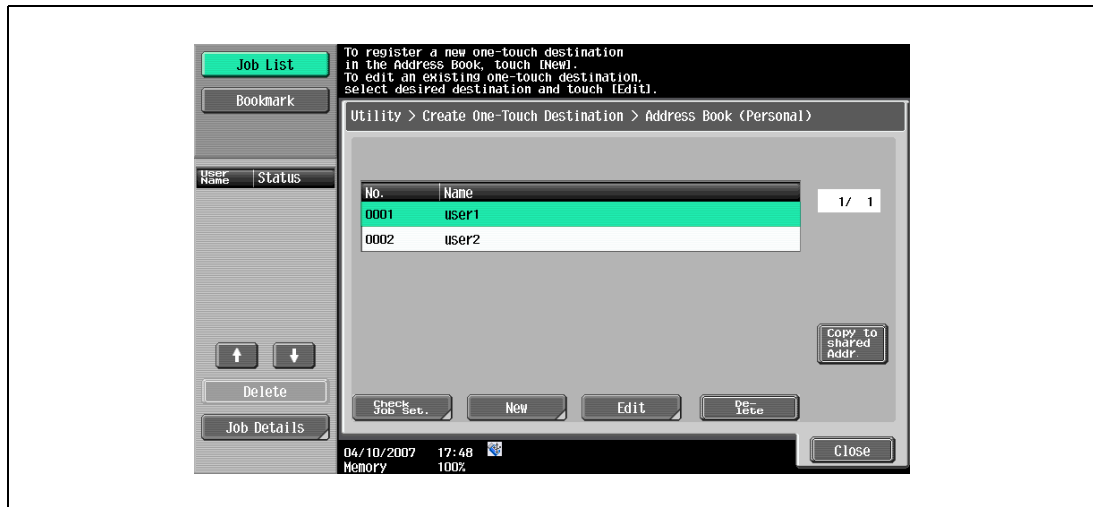 Job List
Bookmark
To register a new one-touch destination
in the Address Book, touch [New].
To edit an existing one-touch destination,
select desired destination and touch [Edit].
Utility > Create One-Touch Destination > Address Book (Personal)
User
Name
Status
No. Name
0001 user1
0002 user2
1/ 1
Copy to
shared
Addr.
Delete
Job Details
Check
Job Set.
New
Edit
De-
lete
04/10/2007 17:48
Memory 100%
Close